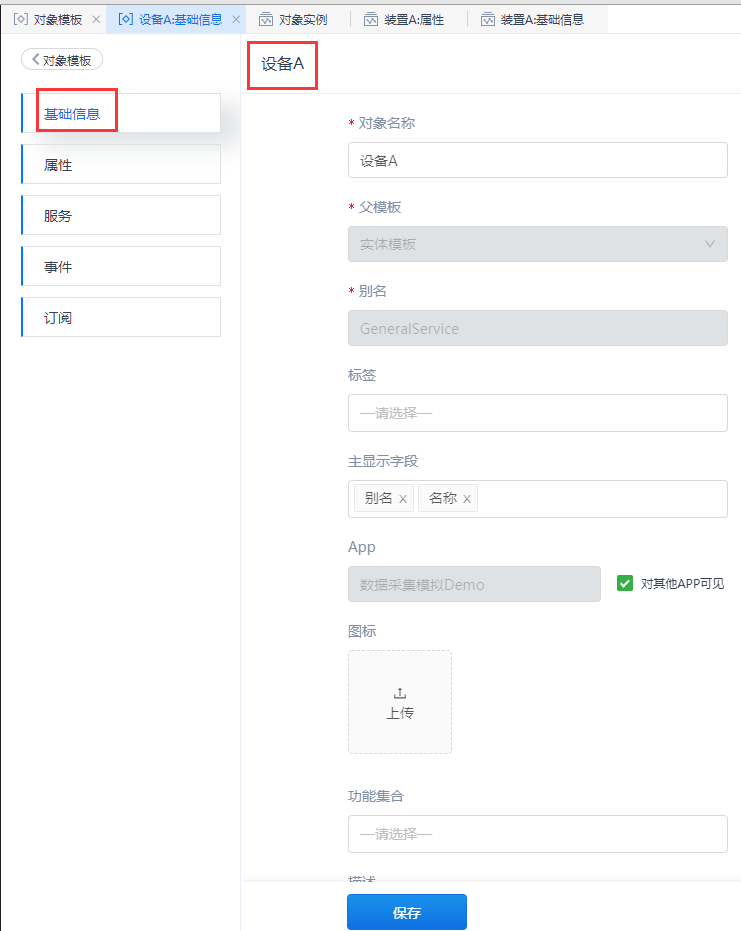 对象模板
设备A:基础信息
对象实例
装置A:属性
装置A:基础信息
对象模板
基础信息
属性
服务
事件
订阅
设备A
* 对象名称
设备A
* 父模板
实体模板
* 别名
GeneralService
标签
—请选择—
主显示字段
别名 名称
App
数据采集模拟Demo
对其他APP可见
图标
上传
功能集合
—请选择—
描述
保存